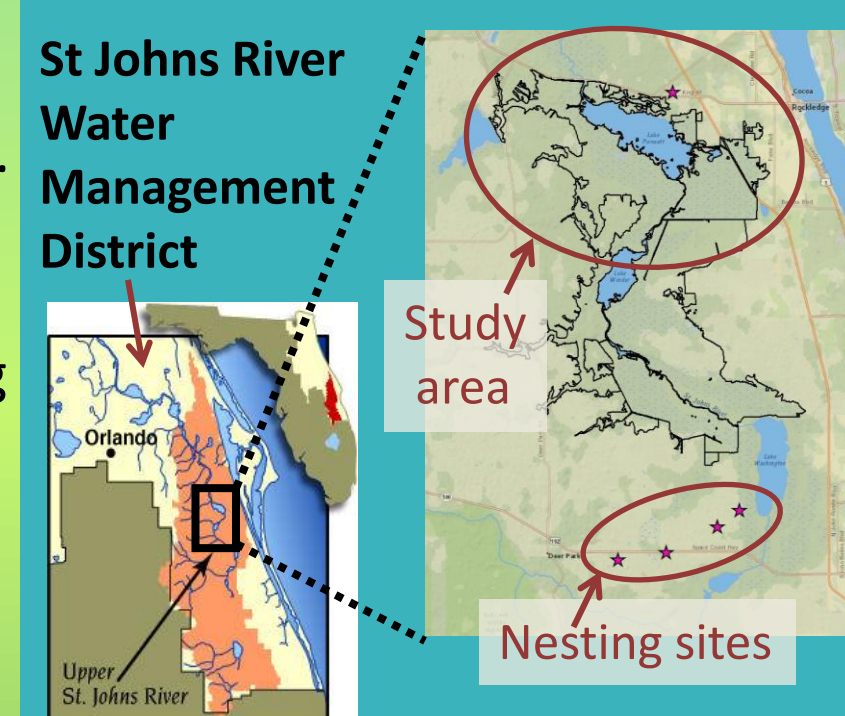 St Johns River
Water
Management
District
.
g
Orlando
Upper
St. Johns River
Study
area
Nesting sites
Cocoa
Rockledge
Lake
Lake
Winder
Lake
Washington
Deer Park
192